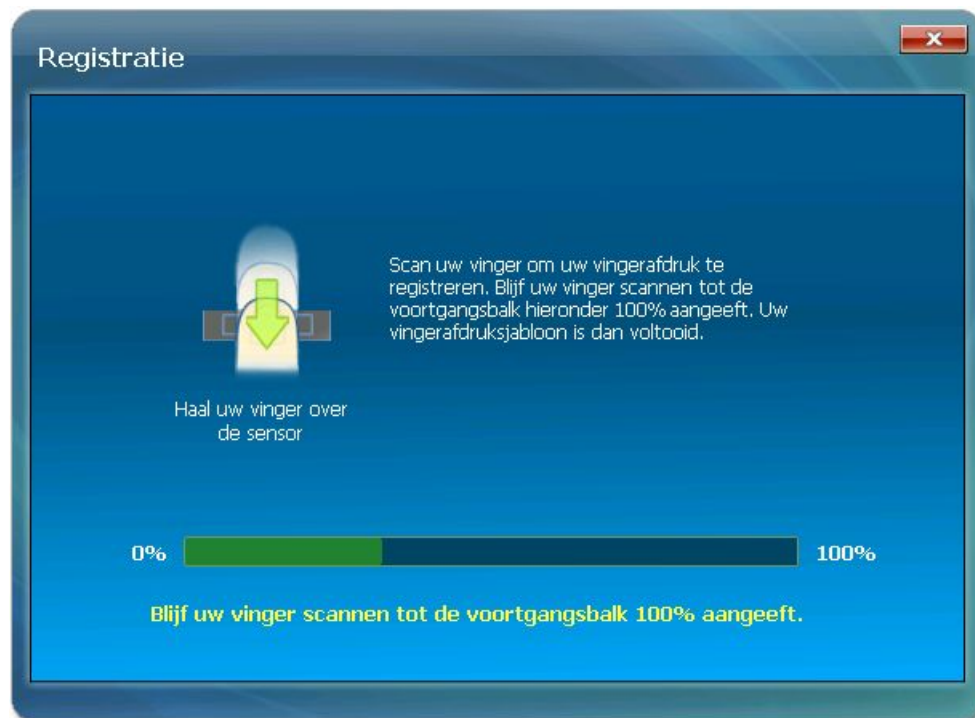 Registratie
Scan uw vinger om uw vingerafdruk te
registreren. Blijf uw vinger scannen tot de
voortgangsbalk hieronder 100% aangeeft. Uw
vingerafdruksjabloon is dan voltooid.
Haal uw vinger over
de sensor
0%
100%
Blijf uw vinger scannen tot de voortgangsbalk 100% aangeeft.